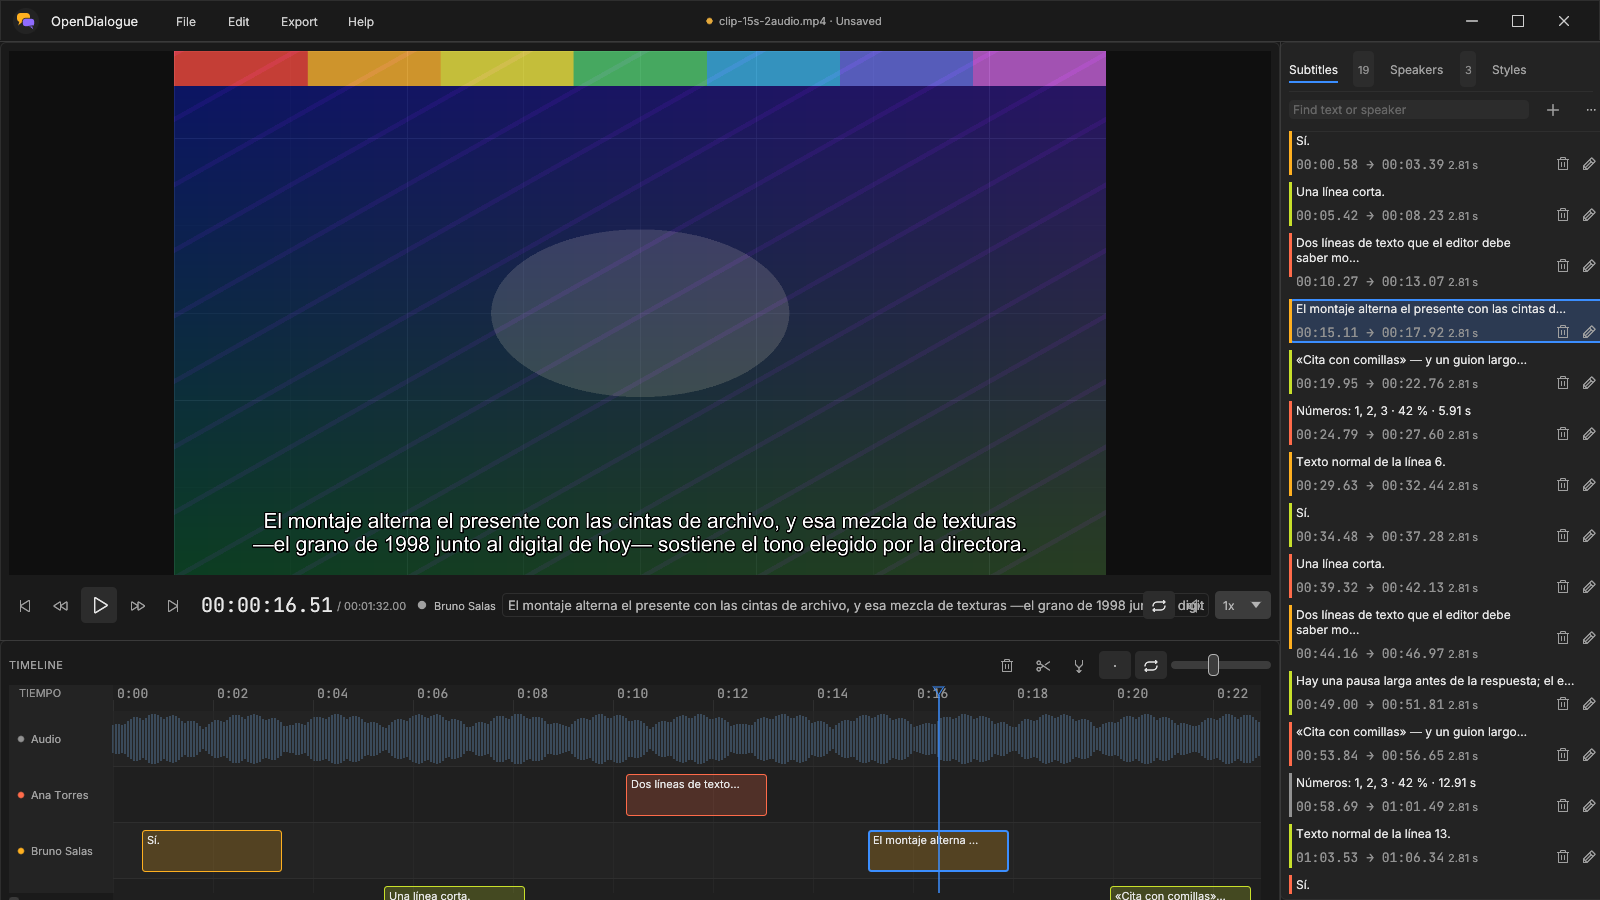 OpenDialogue File Edit Export Help clip-15s-2audio.mp4 · Unsaved
El montaje alterna el presente con las cintas de archivo, y esa mezcla de texturas
—el grano de 1998 junto al digital de hoy— sostiene el tono elegido por la directora.
00:00:16.51 / 00:01:32.00 Bruno Salas El montaje alterna el presente con las cintas de archivo, y esa mezcla de texturas —el grano de 1998 jun 1x
Subtitles 19 Speakers 3 Styles
Find text or speaker
Sí.
00:00.58 → 00:03.39 2.81 s
Una línea corta.
00:05.42 → 00:08.23 2.81 s
Dos líneas de texto que el editor debe
saber mo...
00:10.27 → 00:13.07 2.81 s
El montaje alterna el presente con las cintas d...
00:15.11 → 00:17.92 2.81 s
«Cita con comillas» — y un guion largo...
00:19.95 → 00:22.76 2.81 s
Números: 1, 2, 3 · 42 % · 5.91 s
00:24.79 → 00:27.60 2.81 s
Texto normal de la línea 6.
00:29.63 → 00:32.44 2.81 s
Sí.
00:34.48 → 00:37.28 2.81 s
Una línea corta.
00:39.32 → 00:42.13 2.81 s
Dos líneas de texto que el editor debe
saber mo...
00:44.16 → 00:46.97 2.81 s
Hay una pausa larga antes de la respuesta; el e...
00:49.00 → 00:51.81 2.81 s
«Cita con comillas» — y un guion largo...
00:53.84 → 00:56.65 2.81 s
Números: 1, 2, 3 · 42 % · 12.91 s
00:58.69 → 01:01.49 2.81 s
Texto normal de la línea 13.
01:03.53 → 01:06.34 2.81 s
Sí.
TIMELINE
TIEMPO 0:00 0:02 0:04 0:06 0:08 0:10 0:12 0:14 0:16 0:18 0:20 0:22
Audio
Ana Torres Dos líneas de texto...
Bruno Salas Sí. El montaje alterna ...
Una línea corta. «Cita con comillas»...